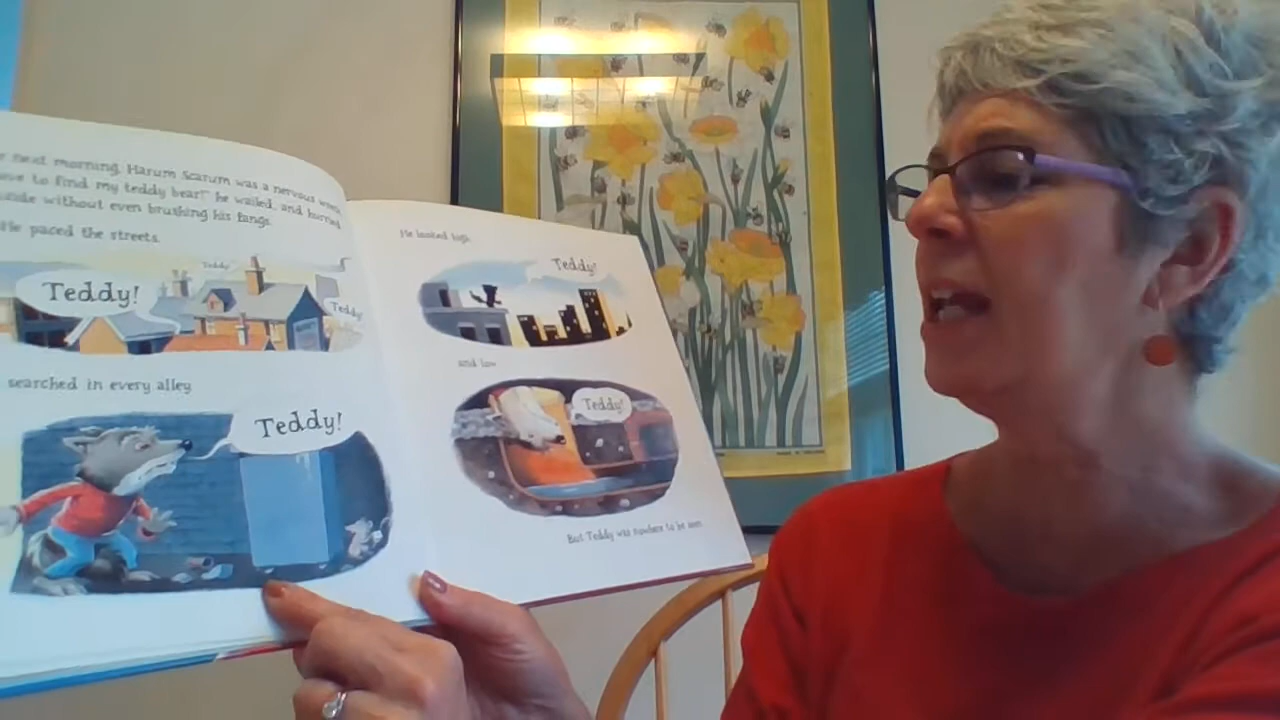 next morning, Harum Scarum was a nervous
to find my teddy bear!" he wailed, and hurried
without even brushing his fangs.
He paced the streets.
Teddy!
Teddy!
Teddy!
searched in every alley.
Teddy!
He looked high,
Teddy!
and low
Teddy!
But Teddy was nowhere to be seen.